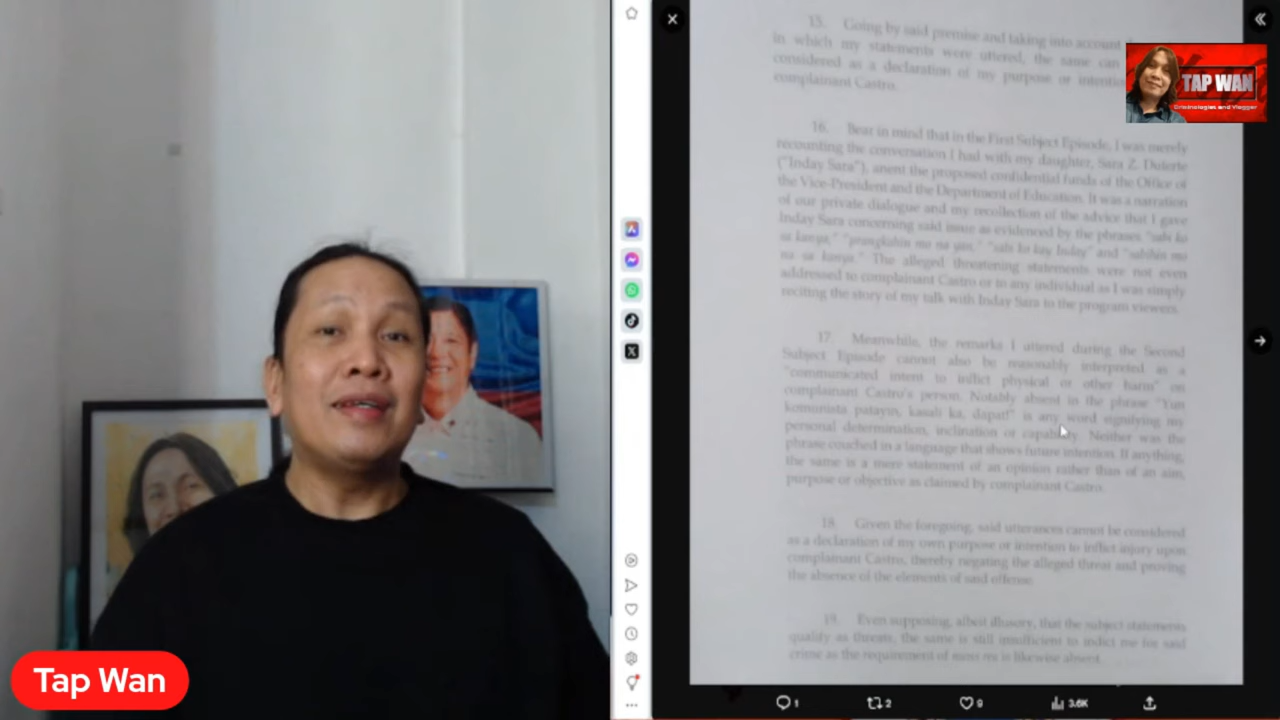 15. Going by said premise and taking into account
in which my statements were uttered, the same can
considered as a declaration of my purpose or intentio
complainant Castro.
16. Bear in mind that in the First Subject Episode, I was merely
recounting the conversation I had with my daughter, Sara Z. Duterte
("Inday Sara"), anent the proposed confidential funds of the Office of
the Vice-President and the Department of Education. It was a narration
of our private dialogue and my recollection of the advice that I gave
Inday Sara concerning said issue as evidenced by the phrases "sabi ko
sa kanya," "prangkahin mo na yan," "sabi ko kay Inday" and "sabihin mo
na sa kanya." The alleged threatening statements were not even
addressed to complainant Castro or to any individual as I was simply
reciting the story of my talk with Inday Sara to the program viewers.
17. Meanwhile, the remarks I uttered during the Second
Subject Episode cannot also be reasonably interpreted as a
"communicated intent to inflict physical or other harm" on
complainant Castro's person. Notably absent in the phrase "Yun
komunista patayin, kasali ka, dapat!" is any word signifying my
personal determination, inclination or capability. Neither was the
phrase couched in a language that shows future intention. If anything,
the same is a mere statement of an opinion rather than of an aim,
purpose or objective as claimed by complainant Castro.
18. Given the foregoing, said utterances cannot be considered
as a declaration of my own purpose or intention to inflict injury upon
complainant Castro, thereby negating the alleged threat and proving
the absence of the elements of said offense.
19. Even supposing, albeit illusory, that the subject statements
qualify as threats, the same is still insufficient to indict me for said
crime as the requirement of mens rea is likewise absent.
TAP WAN
Criminologist and Vlogger
Tap Wan
1
2
9
3.6K